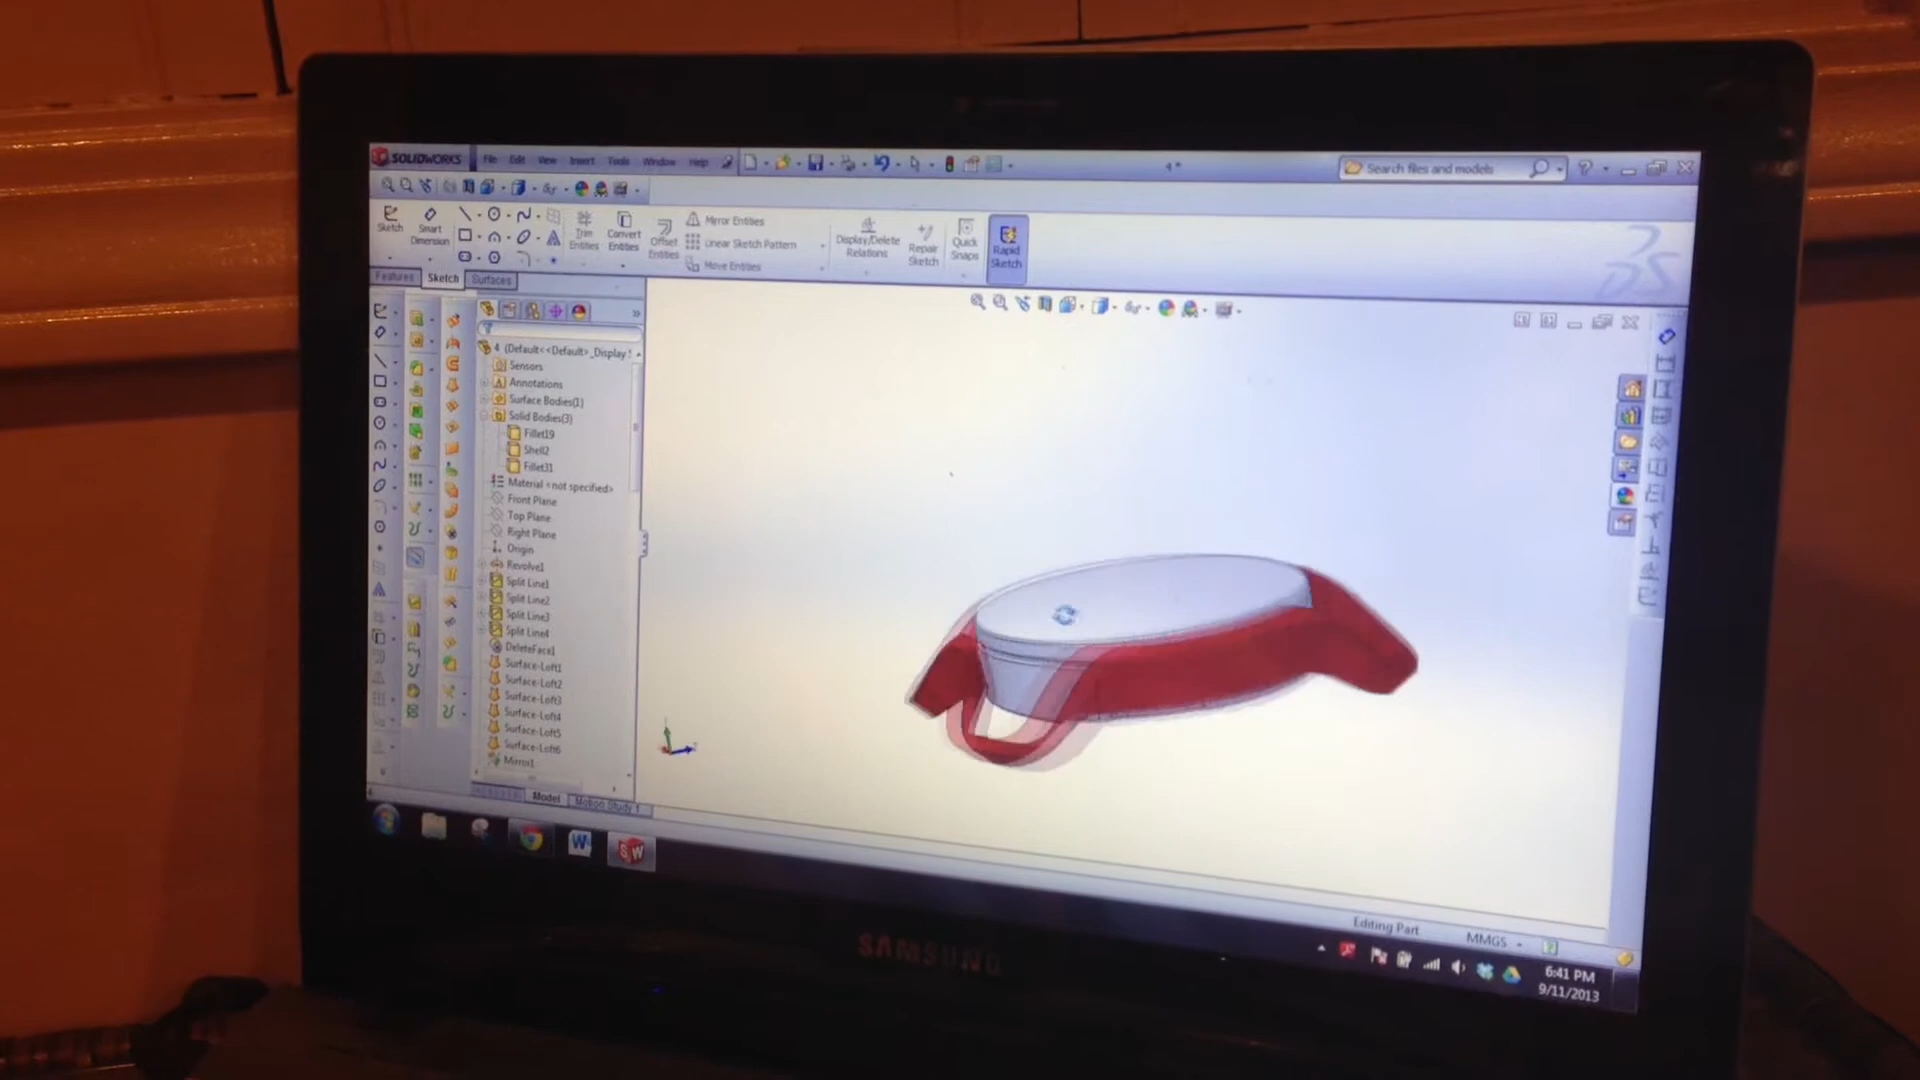 SOLIDWORKS File Edit View Insert Tools Window Help
4 *
Search files and models
Sketch
Smart Dimension
Trim Entities
Convert Entities
Offset Entities
Mirror Entities
Linear Sketch Pattern
Move Entities
Display/Delete Relations
Repair Sketch
Quick Snaps
Rapid Sketch
Features Sketch Surfaces
4 (Default<<Default>_Display
Sensors
Annotations
Surface Bodies(1)
Solid Bodies(3)
Fillet19
Shell2
Fillet31
Material <not specified>
Front Plane
Top Plane
Right Plane
Origin
Revolve1
Split Line1
Split Line2
Split Line3
Split Line4
DeleteFace1
Surface-Loft1
Surface-Loft2
Surface-Loft3
Surface-Loft4
Surface-Loft5
Surface-Loft6
Mirror1
Model Motion Study 1
Editing Part
MMGS
6:41 PM
9/11/2013
SAMSUNG